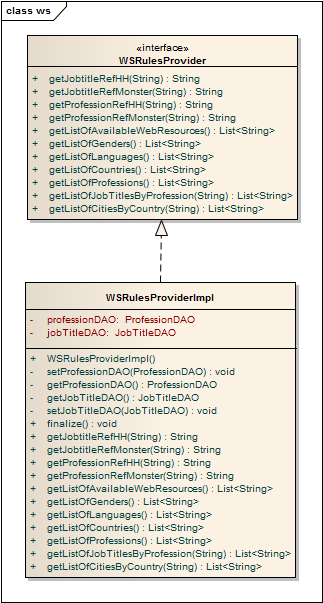 class ws
«interface»
WSRulesProvider
+ getJobtitleRefHH(String) : String
+ getJobtitleRefMonster(String) : String
+ getProfessionRefHH(String) : String
+ getProfessionRefMonster(String) : String
+ getListOfAvailableWebResources() : List<String>
+ getListOfGenders() : List<String>
+ getListOfLanguages() : List<String>
+ getListOfCountries() : List<String>
+ getListOfProfessions() : List<String>
+ getListOfJobTitlesByProfession(String) : List<String>
+ getListOfCitiesByCountry(String) : List<String>
WSRulesProviderImpl
- professionDAO: ProfessionDAO
- jobTitleDAO: JobTitleDAO
+ WSRulesProviderImpl()
- setProfessionDAO(ProfessionDAO) : void
- getProfessionDAO() : ProfessionDAO
- getJobTitleDAO() : JobTitleDAO
- setJobTitleDAO(JobTitleDAO) : void
+ finalize() : void
+ getJobtitleRefHH(String) : String
+ getJobtitleRefMonster(String) : String
+ getProfessionRefHH(String) : String
+ getProfessionRefMonster(String) : String
+ getListOfAvailableWebResources() : List<String>
+ getListOfGenders() : List<String>
+ getListOfLanguages() : List<String>
+ getListOfCountries() : List<String>
+ getListOfProfessions() : List<String>
+ getListOfJobTitlesByProfession(String) : List<String>
+ getListOfCitiesByCountry(String) : List<String>